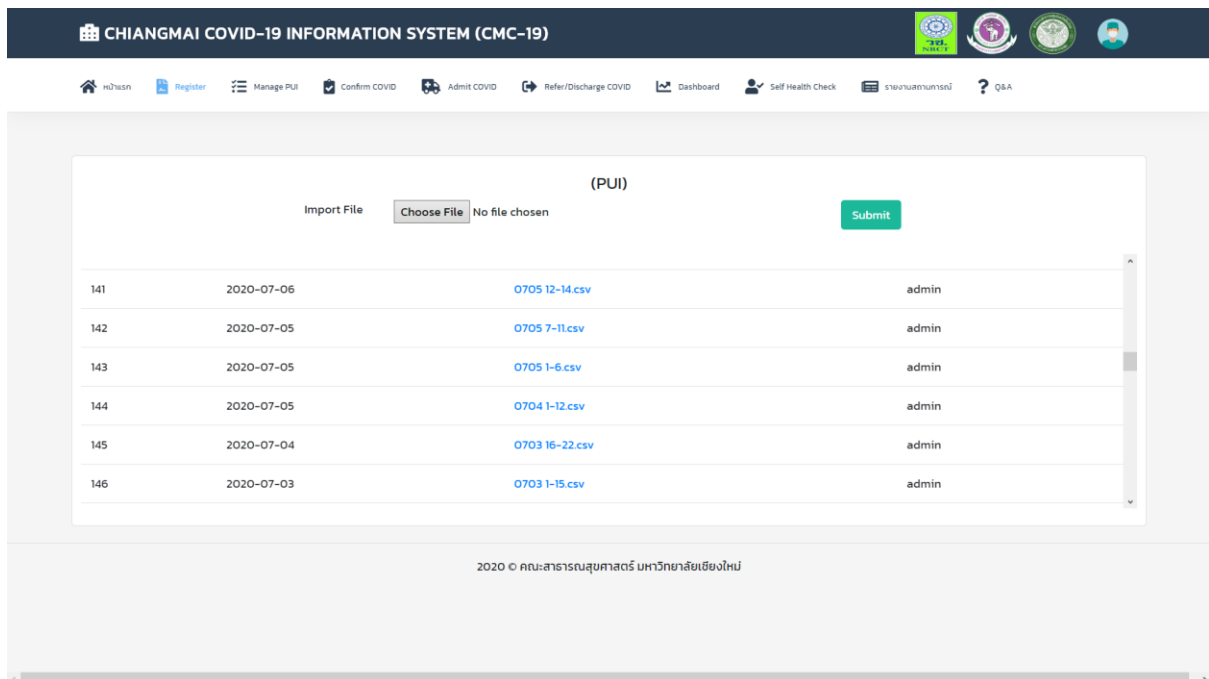 CHIANGMAI COVID-19 INFORMATION SYSTEM (CMC-19)
วช.
NRCT
หน้าแรก Register Manage PUI Confirm COVID Admit COVID Refer/Discharge COVID Dashboard Self Health Check รายงานสถานการณ์ Q&A
(PUI)
Import File Choose File No file chosen Submit
141 2020-07-06 0705 12-14.csv admin
142 2020-07-05 0705 7-11.csv admin
143 2020-07-05 0705 1-6.csv admin
144 2020-07-05 0704 1-12.csv admin
145 2020-07-04 0703 16-22.csv admin
146 2020-07-03 0703 1-15.csv admin
2020 © คณะสาธารณสุขศาสตร์ มหาวิทยาลัยเชียงใหม่